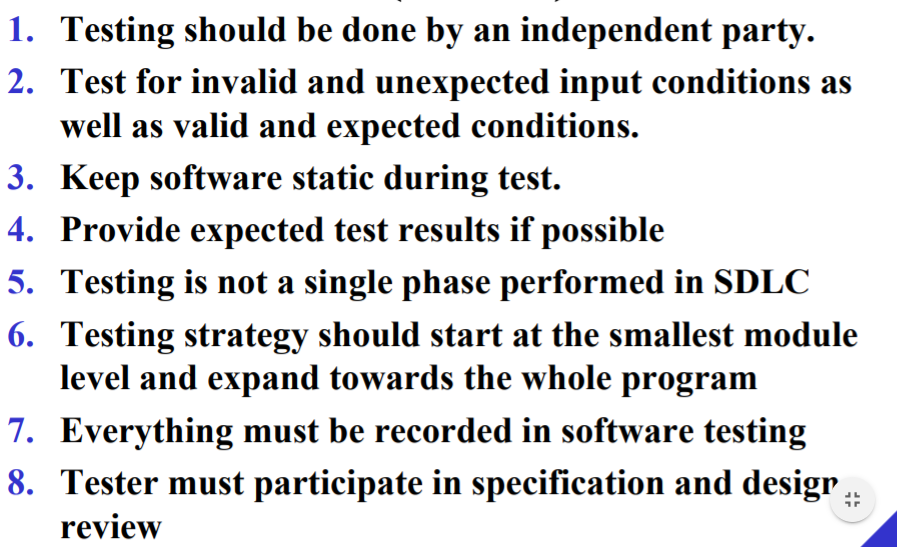 1. Testing should be done by an independent party.
2. Test for invalid and unexpected input conditions as
well as valid and expected conditions.
3. Keep software static during test.
4. Provide expected test results if possible
5. Testing is not a single phase performed in SDLC
6. Testing strategy should start at the smallest module
level and expand towards the whole program
7. Everything must be recorded in software testing
8. Tester must participate in specification and design
review